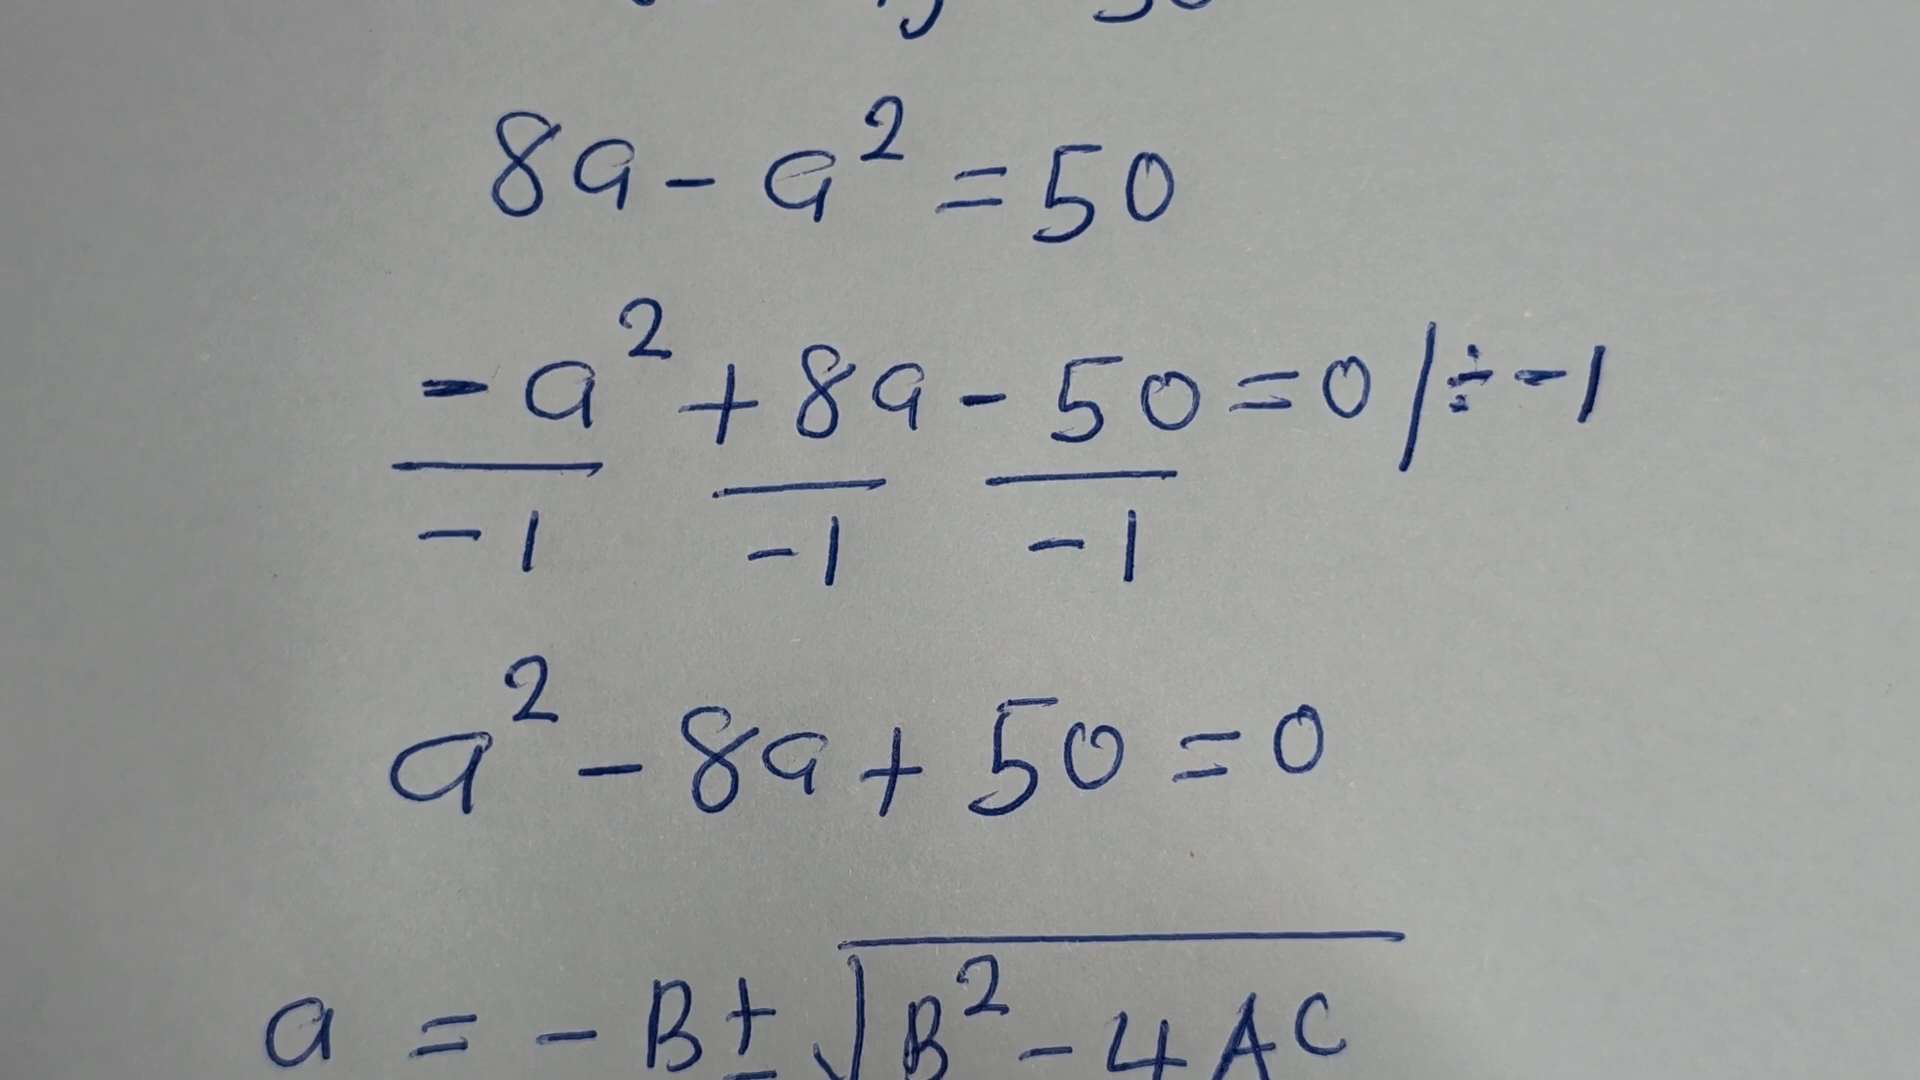 8a - a² = 50
- a² + 8a - 50 = 0 / ÷ -1
-1 -1 -1
a² - 8a + 50 = 0
a = - B ± √B² - 4AC